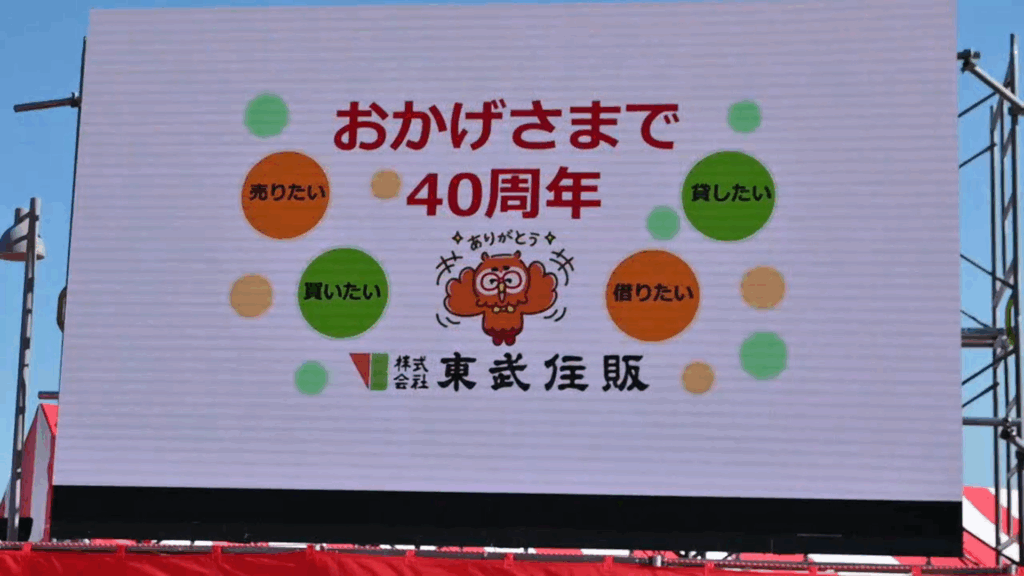 おかげさまで
40周年
売りたい
貸したい
ありがとう
買いたい
借りたい
株式会社
東武住販